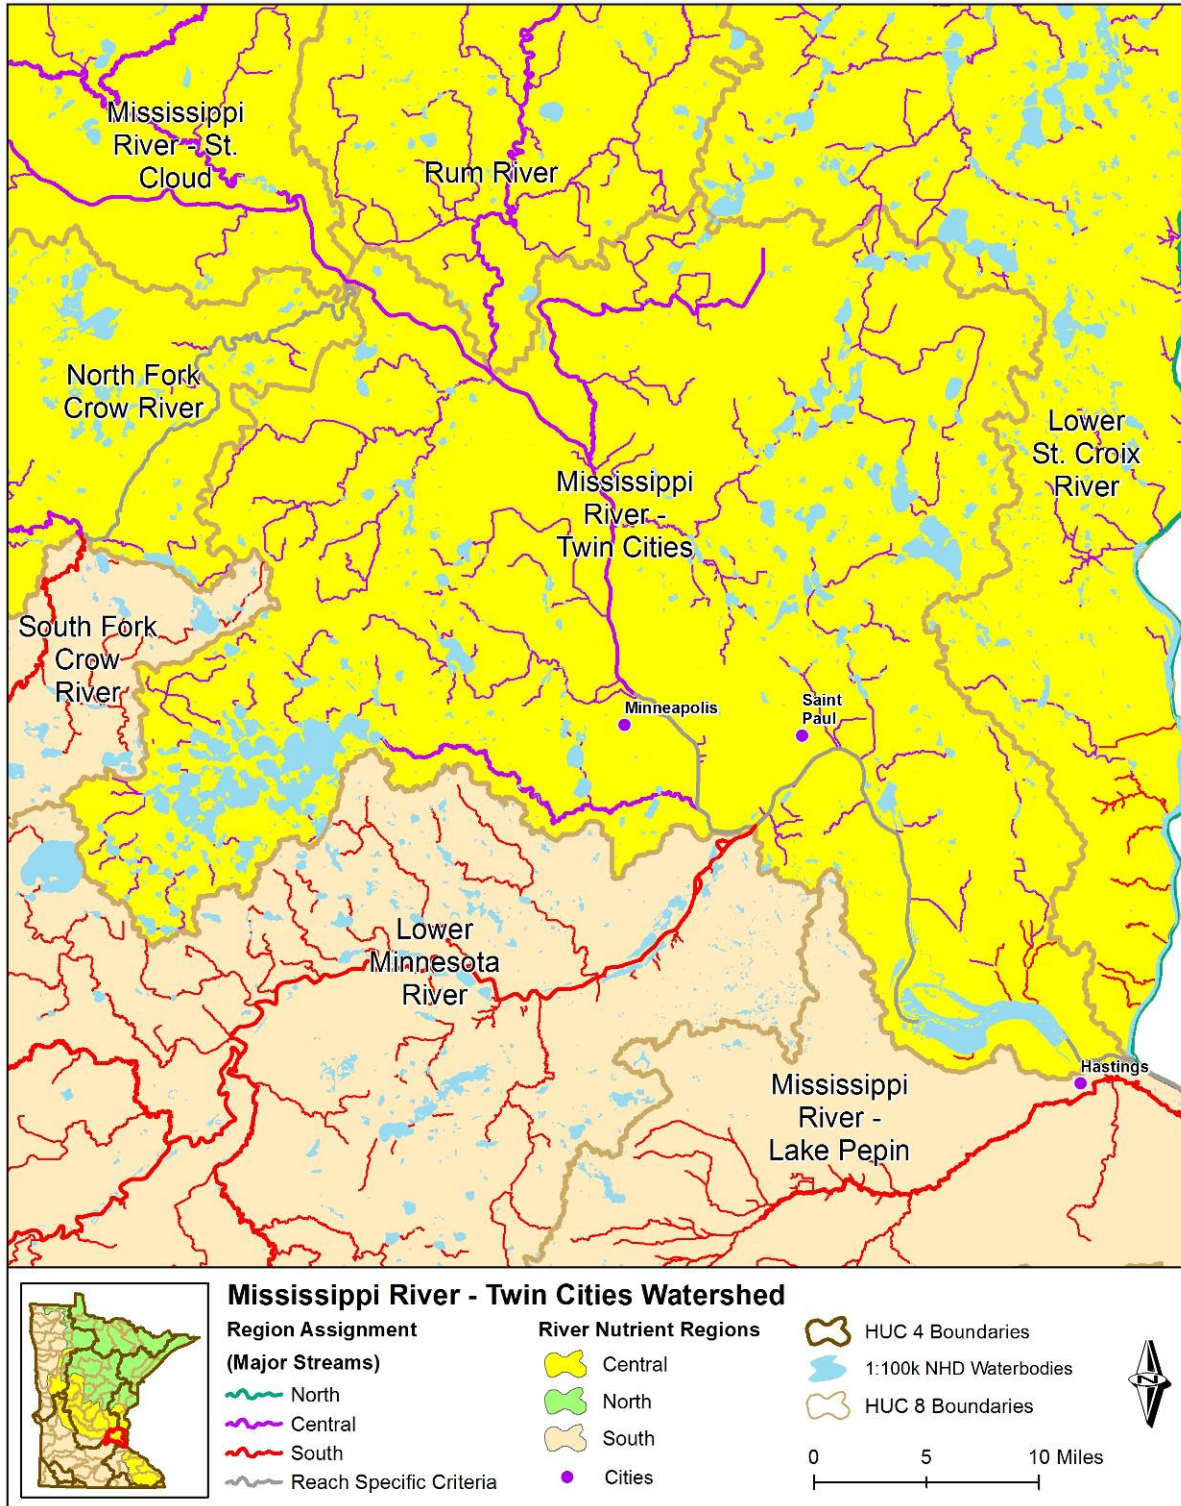 Mississippi
River - St.
Cloud
Rum River
North Fork
Crow River
Lower
St. Croix
River
Mississippi
River -
Twin Cities
South Fork
Crow
River
Minneapolis
Saint
Paul
Lower
Minnesota
River
Hastings
Mississippi
River -
Lake Pepin
Mississippi River - Twin Cities Watershed
Region Assignment
(Major Streams)
North
Central
South
Reach Specific Criteria
River Nutrient Regions
Central
North
South
Cities
HUC 4 Boundaries
1:100k NHD Waterbodies
HUC 8 Boundaries
0 5 10 Miles
N